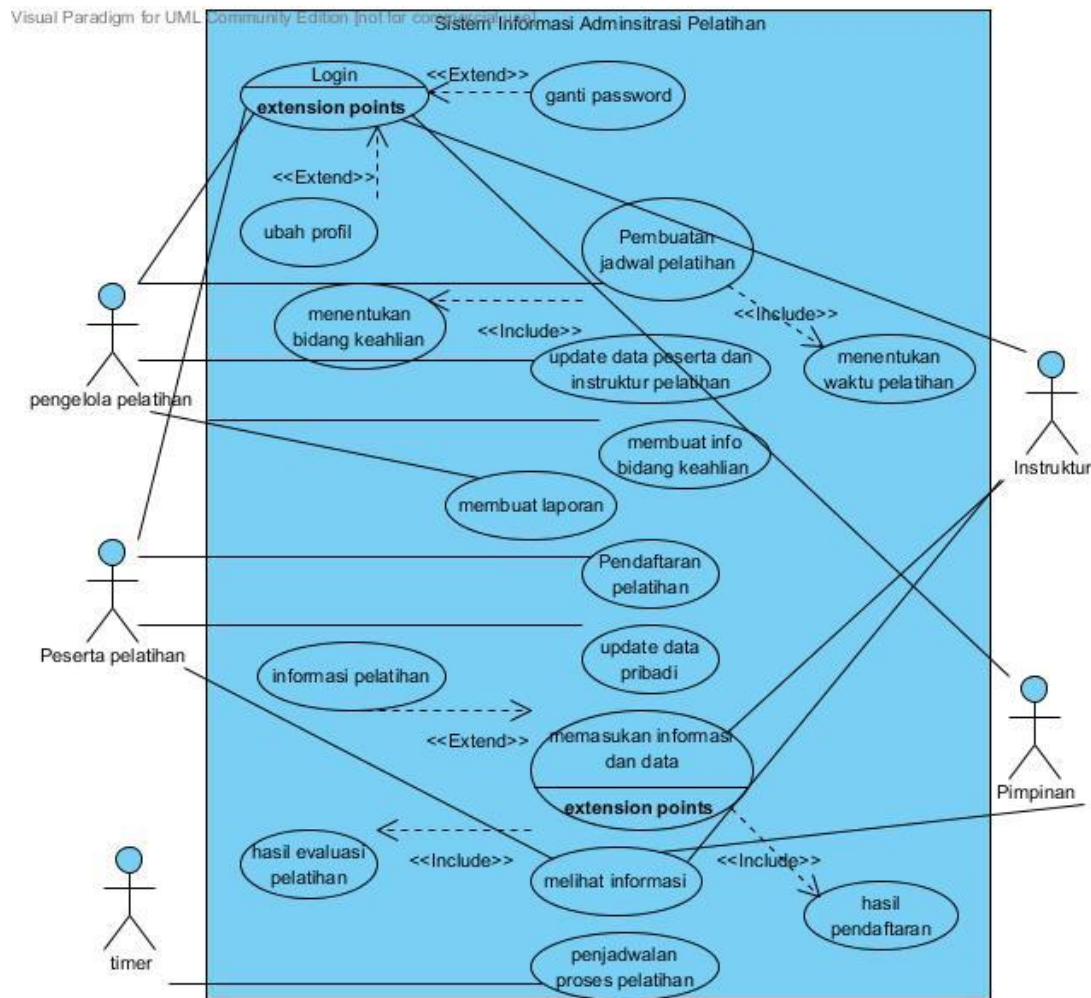 Visual Paradigm for UML Community Edition [not for commercial use]
Sistem Informasi Adminsitrasi Pelatihan
Login
extension points
<<Extend>>
ganti password
<<Extend>>
ubah profil
Pembuatan
jadwal pelatihan
menentukan
bidang keahlian
<<Include>>
<<Include>>
update data peserta dan
instruktur pelatihan
menentukan
waktu pelatihan
pengelola pelatihan
membuat info
bidang keahlian
Instruktur
membuat laporan
Pendaftaran
pelatihan
Peserta pelatihan
update data
pribadi
informasi pelatihan
<<Extend>>
memasukan informasi
dan data
extension points
Pimpinan
hasil evaluasi
pelatihan
<<Include>>
melihat informasi
<<Include>>
hasil
pendaftaran
timer
penjadwalan
proses pelatihan